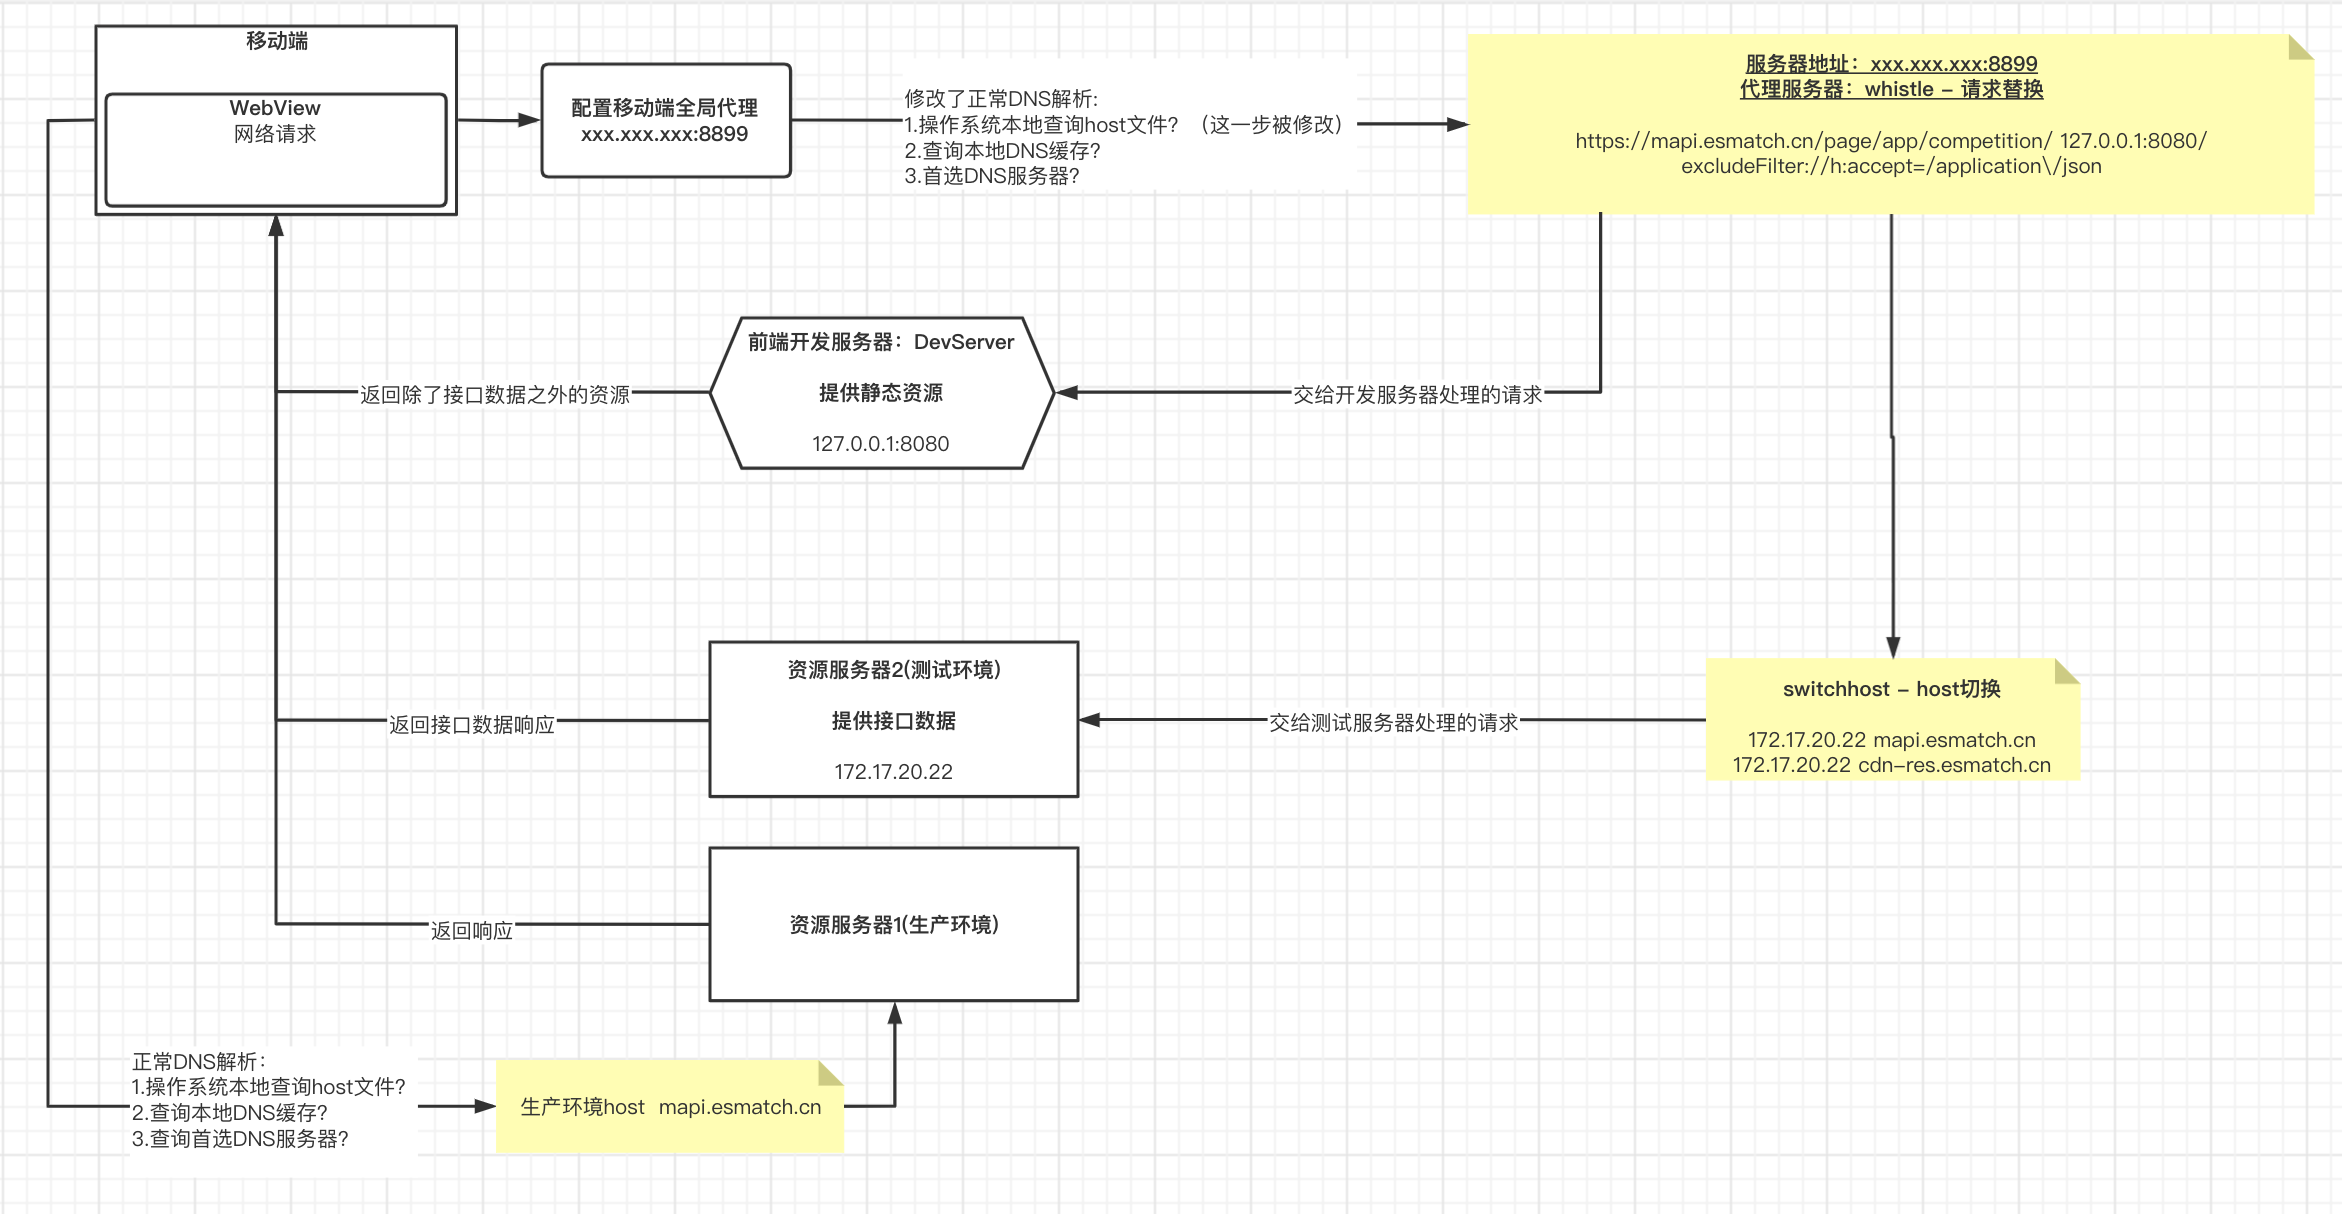 移动端
WebView
网络请求
配置移动端全局代理
xxx.xxx.xxx:8899
修改了正常DNS解析:
1.操作系统本地查询host文件? （这一步被修改）
2.查询本地DNS缓存?
3.首选DNS服务器?
服务器地址：xxx.xxx.xxx:8899
代理服务器：whistle – 请求替换
https://mapi.esmatch.cn/page/app/competition/ 127.0.0.1:8080/
excludeFilter://h:accept=/application\/json
前端开发服务器：DevServer
提供静态资源
127.0.0.1:8080
返回除了接口数据之外的资源
交给开发服务器处理的请求
资源服务器2(测试环境)
提供接口数据
172.17.20.22
返回接口数据响应
交给测试服务器处理的请求
switchhost – host切换
172.17.20.22 mapi.esmatch.cn
172.17.20.22 cdn-res.esmatch.cn
资源服务器1(生产环境)
返回响应
正常DNS解析：
1.操作系统本地查询host文件?
2.查询本地DNS缓存?
3.查询首选DNS服务器?
生产环境host  mapi.esmatch.cn